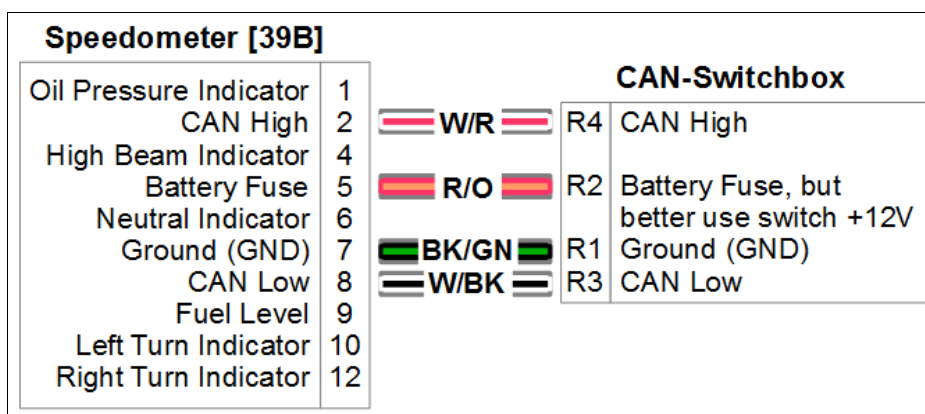 Speedometer [39B]
CAN-Switchbox
Oil Pressure Indicator 1
CAN High 2 W/R R4 CAN High
High Beam Indicator 4
Battery Fuse 5 R/O R2 Battery Fuse, but
Neutral Indicator 6 better use switch +12V
Ground (GND) 7 BK/GN R1 Ground (GND)
CAN Low 8 W/BK R3 CAN Low
Fuel Level 9
Left Turn Indicator 10
Right Turn Indicator 12